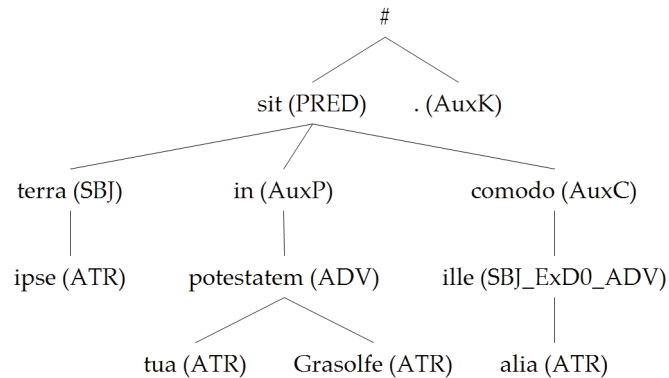 #
sit (PRED) . (AuxK)
terra (SBJ) in (AuxP) comodo (AuxC)
ipse (ATR) potestatem (ADV) ille (SBJ_ExD0_ADV)
tua (ATR) Grasolfe (ATR) alia (ATR)